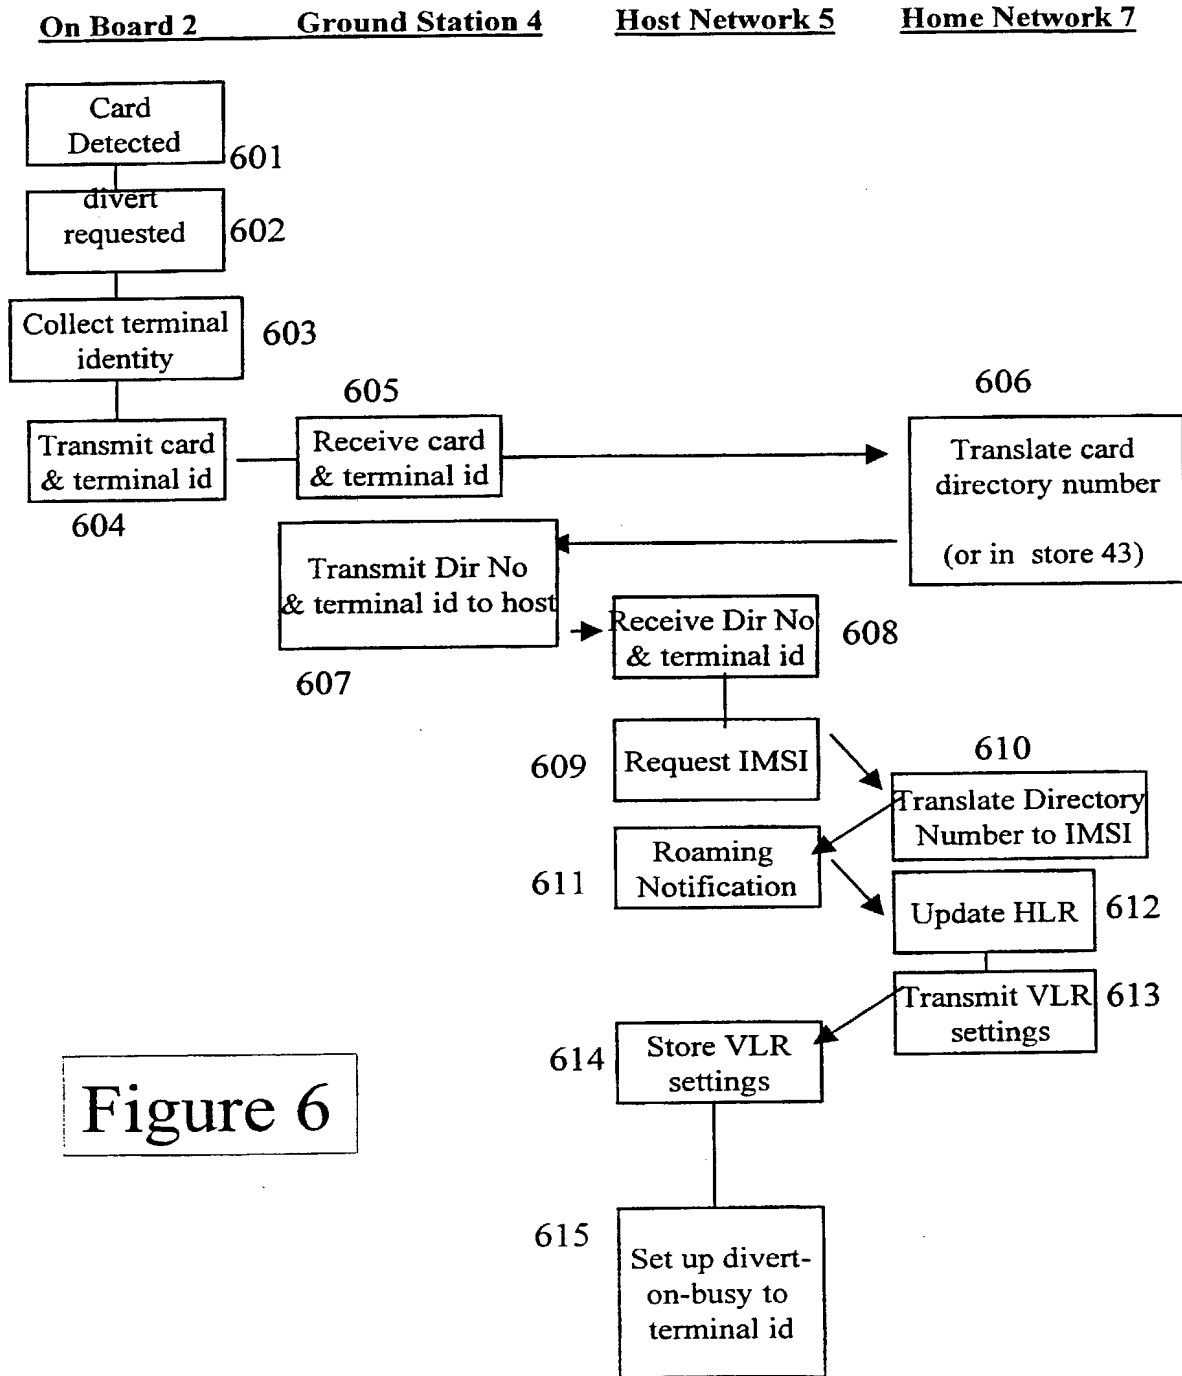 On Board 2
Ground Station 4
Host Network 5
Home Network 7
Card
Detected
601
divert
requested
602
Collect terminal
identity
603
605
606
Transmit card
& terminal id
604
Receive card
& terminal id
Translate card
directory number
(or in store 43)
Transmit Dir No
& terminal id to host
607
Receive Dir No
& terminal id
608
609
Request IMSI
610
Translate Directory
Number to IMSI
611
Roaming
Notification
Update HLR
612
Transmit VLR
settings
613
614
Store VLR
settings
Figure 6
615
Set up divert-
on-busy to
terminal id